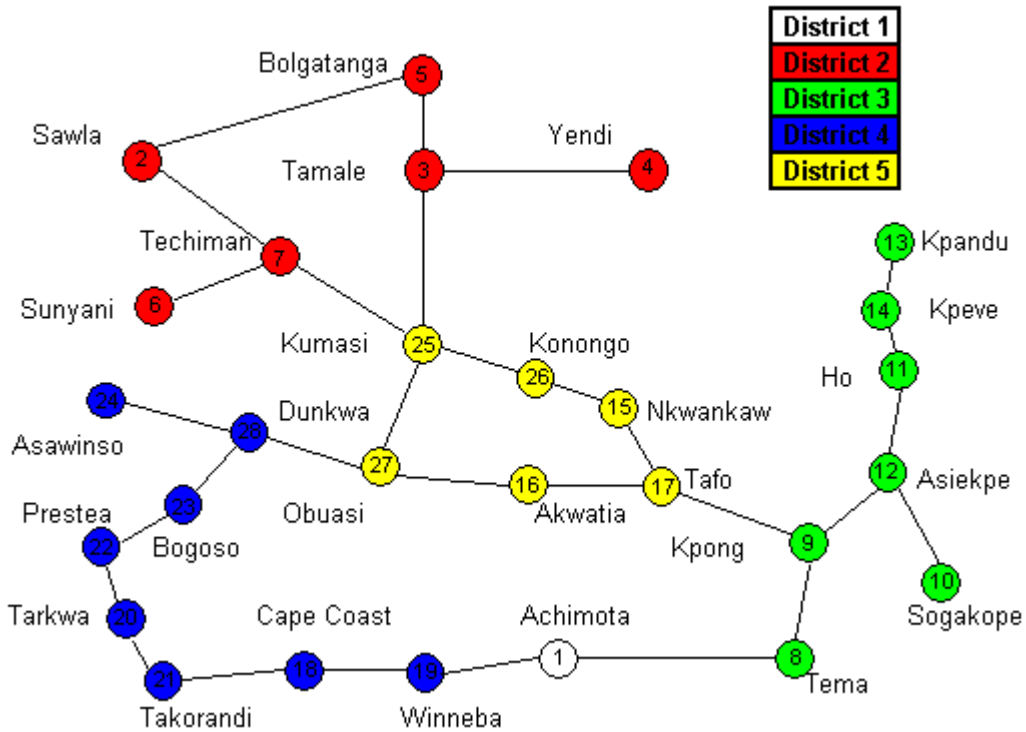 District 1
Bolgatanga
5
District 2
District 3
Sawla
2
Yendi
District 4
Tamale
3
4
District 5
Techiman
7
13
Kpandu
Sunyani
6
14
Kpeve
Kumasi
25
Konongo
26
Ho
11
24
Dunkwa
15
Nkwankaw
Asawinso
28
27
16
17
Tafo
12
Asiekpe
Prestea
23
Obuasi
Akwatia
22
Bogoso
Kpong
9
10
Tarkwa
20
Cape Coast
Achimota
Sogakope
21
18
19
1
8
Tema
Takorandi
Winneba